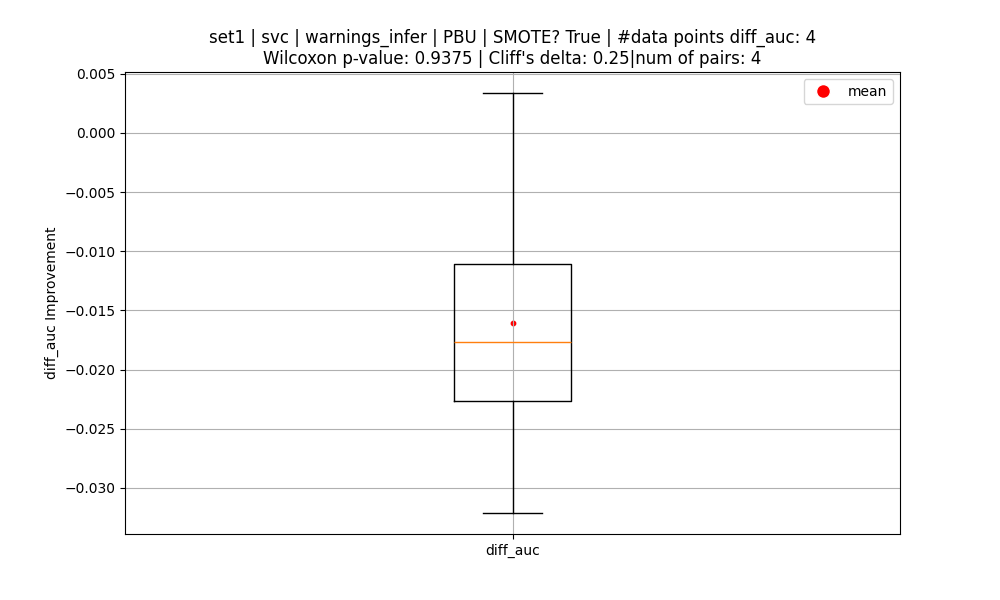 set1 | svc | warnings_infer | PBU | SMOTE? True | #data points diff_auc: 4
Wilcoxon p-value: 0.9375 | Cliff's delta: 0.25|num of pairs: 4
mean
0.005
0.000
−0.005
−0.010
−0.015
−0.020
−0.025
−0.030
diff_auc Improvement
diff_auc